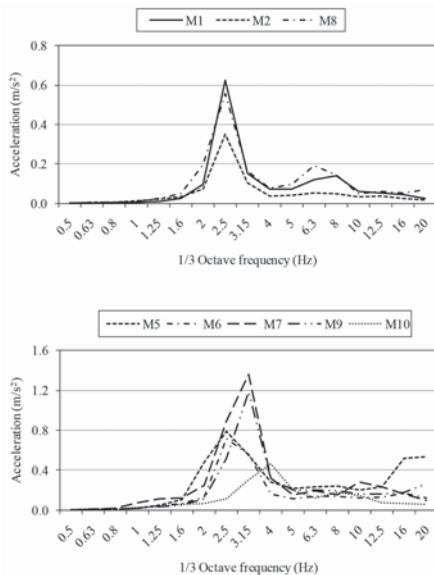 M1 M2 M8
Acceleration (m/s²)
0.8
0.6
0.4
0.2
0.0
0.5 0.63 0.8 1 1.25 1.6 2 2.5 3.15 4 5 6.3 8 10 12.5 16 20
1/3 Octave frequency (Hz)
M5 M6 M7 M9 M10
Acceleration (m/s²)
1.6
1.2
0.8
0.4
0.0
0.5 0.63 0.8 1 1.25 1.6 2 2.5 3.15 4 5 6.3 8 10 12.5 16 20
1/3 Octave frequency (Hz)